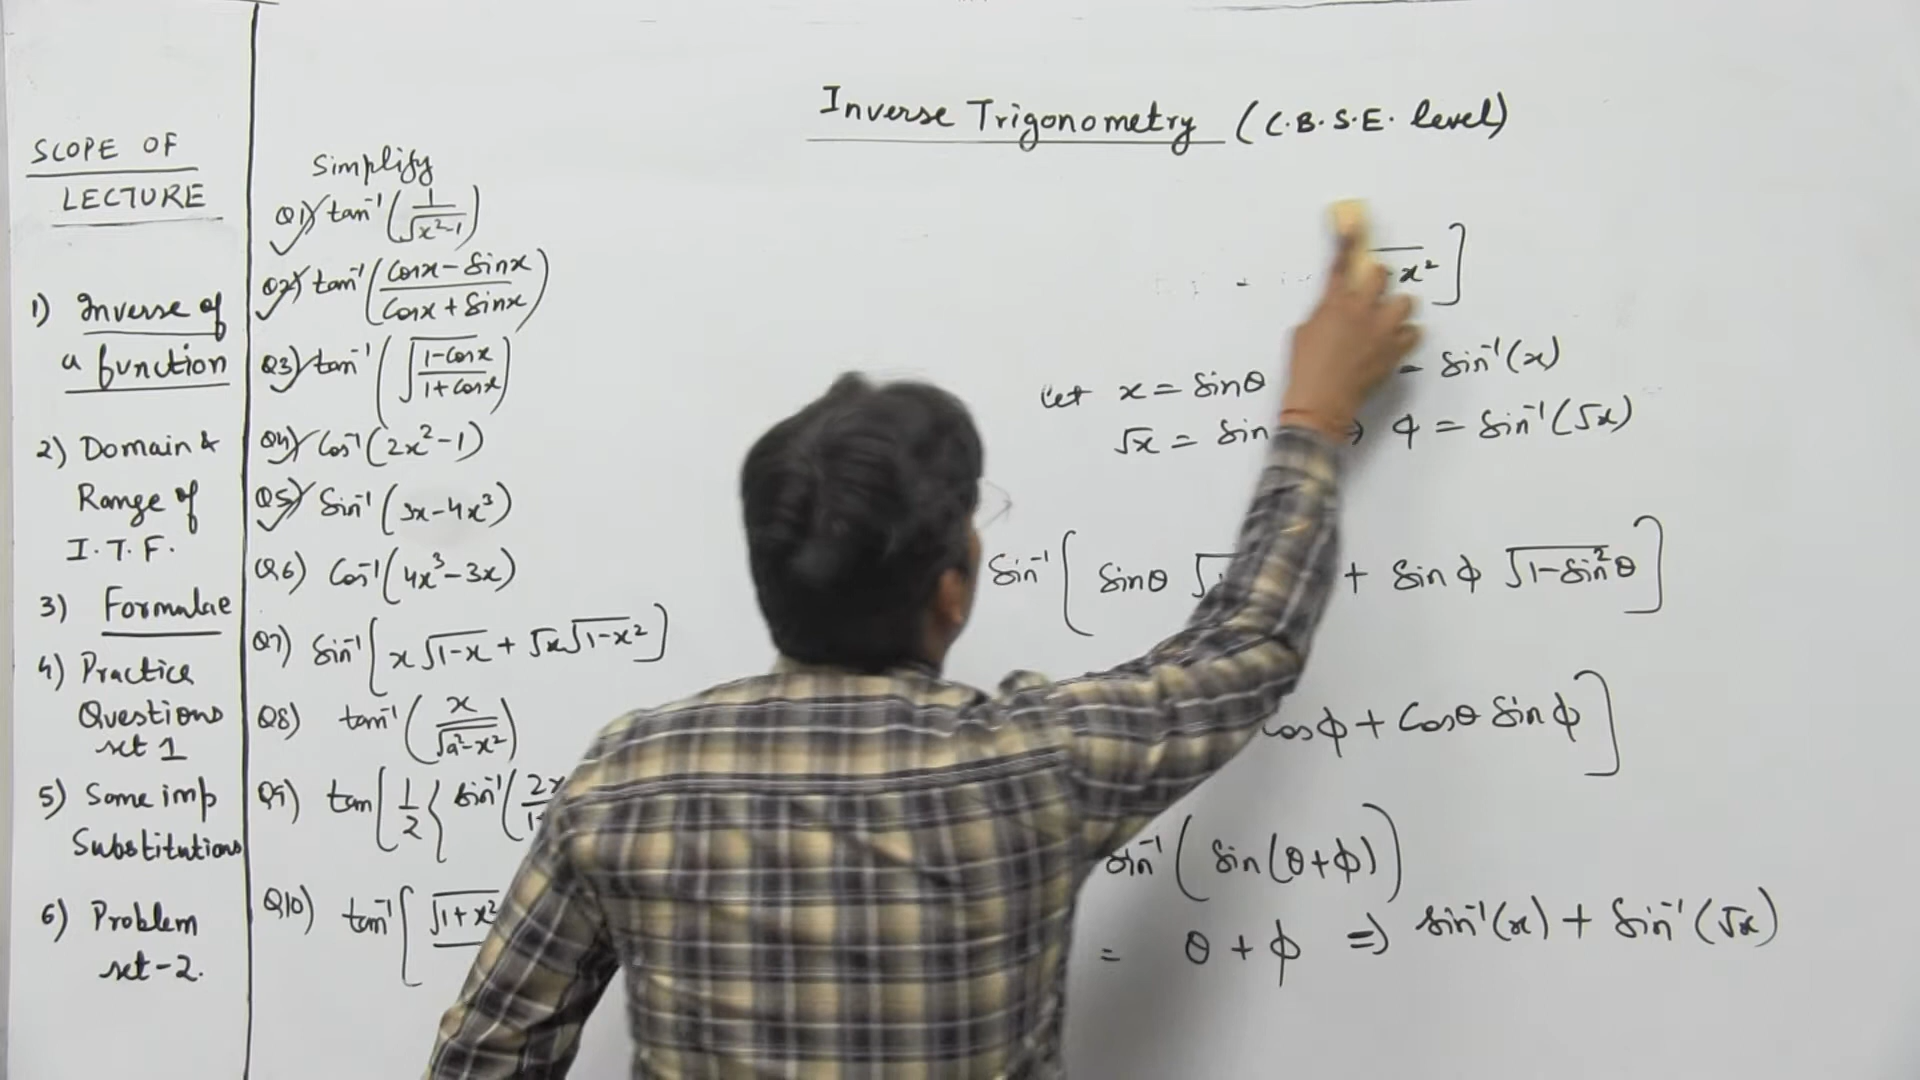 Inverse Trigonometry (C.B.S.E. level)
SCOPE OF
LECTURE
1) Inverse of
a function
2) Domain &
Range of
I.T.F.
3) Formulae
4) Practice
Questions
set 1
5) Some imp
Substitutions
6) Problem
set-2.
Simplify
Q1) tan⁻¹(1/√(x²-1))
Q2) tan⁻¹((cosx-sinx)/(cosx+sinx))
Q3) tan⁻¹(√((1-cosx)/(1+cosx)))
Q4) Cos⁻¹(2x²-1)
Q5) Sin⁻¹(3x-4x³)
Q6) Cos⁻¹(4x³-3x)
Q7) Sin⁻¹[x√(1-x) + √x√(1-x²)]
Q8) tan⁻¹(x/√(a²-x²))
Q9) tan[1/2{sin⁻¹(2x
Q10) tan⁻¹[√(1+x²)
x²]
let x = sinθ = sin⁻¹(x)
√x = sin ⇒ φ = sin⁻¹(√x)
Sin⁻¹[sinθ √1 + sinφ √(1-sin²θ)]
cosφ + Cosθ Sinφ]
sin⁻¹(sin(θ+φ))
= θ + φ ⇒ sin⁻¹(x) + sin⁻¹(√x)